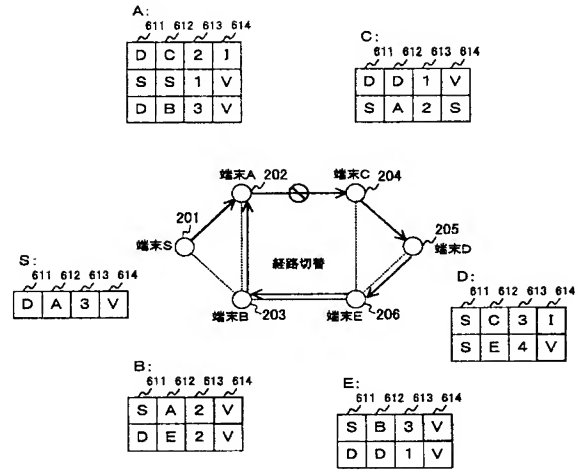 A:
611 612 613 614
D C 2 I
S S 1 V
D B 3 V
C:
611 612 613 614
D D 1 V
S A 2 S
端末A 202
端末C 204
201
端末S
205
端末D
経路切替
S:
611 612 613 614
D A 3 V
203
端末B
206
端末E
D:
611 612 613 614
S C 3 I
S E 4 V
B:
611 612 613 614
S A 2 V
D E 2 V
E:
611 612 613 614
S B 3 V
D D 1 V